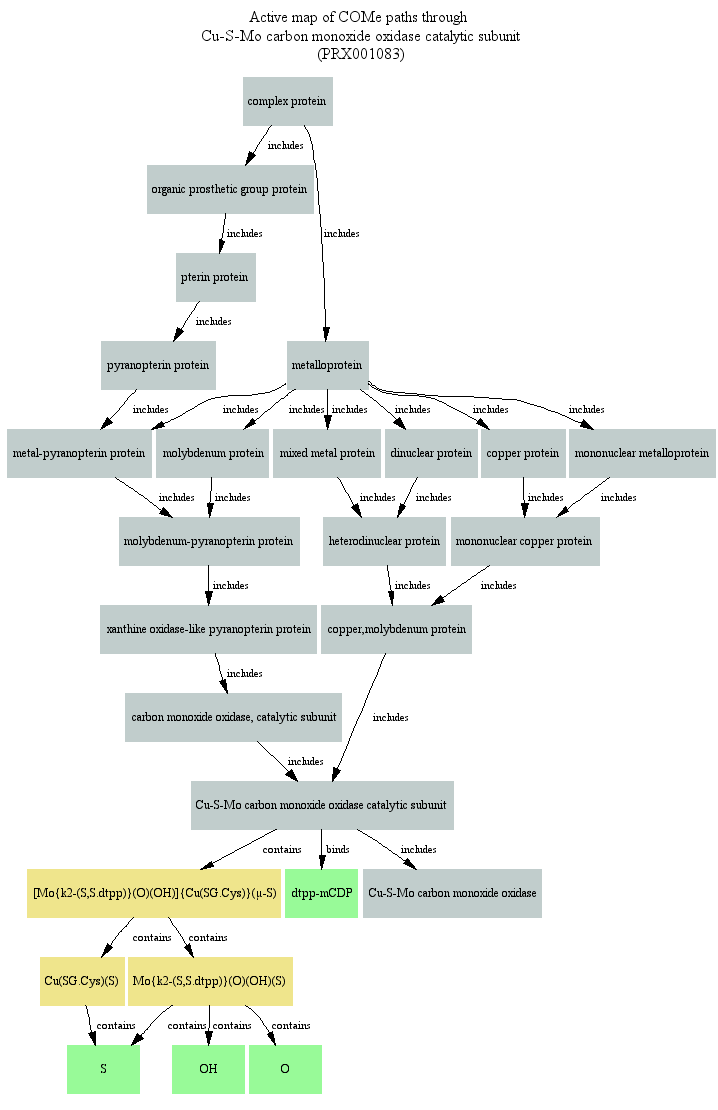 Active map of COMe paths through
Cu-S-Mo carbon monoxide oxidase catalytic subunit
(PRX001083)
complex protein
includes
organic prosthetic group protein
includes
includes
pterin protein
includes
pyranopterin protein
metalloprotein
includes
includes
includes
includes
includes
includes
includes
metal-pyranopterin protein
molybdenum protein
mixed metal protein
dinuclear protein
copper protein
mononuclear metalloprotein
includes
includes
includes
includes
includes
includes
molybdenum-pyranopterin protein
heterodinuclear protein
mononuclear copper protein
includes
includes
includes
xanthine oxidase-like pyranopterin protein
copper,molybdenum protein
includes
carbon monoxide oxidase, catalytic subunit
includes
includes
Cu-S-Mo carbon monoxide oxidase catalytic subunit
contains
binds
includes
[Mo{k2-(S,S.dtpp)}(O)(OH)]{Cu(SG.Cys)}(μ-S)
dtpp-mCDP
Cu-S-Mo carbon monoxide oxidase
contains
contains
Cu(SG.Cys)(S)
Mo{k2-(S,S.dtpp)}(O)(OH)(S)
contains
contains
contains
contains
S
OH
O